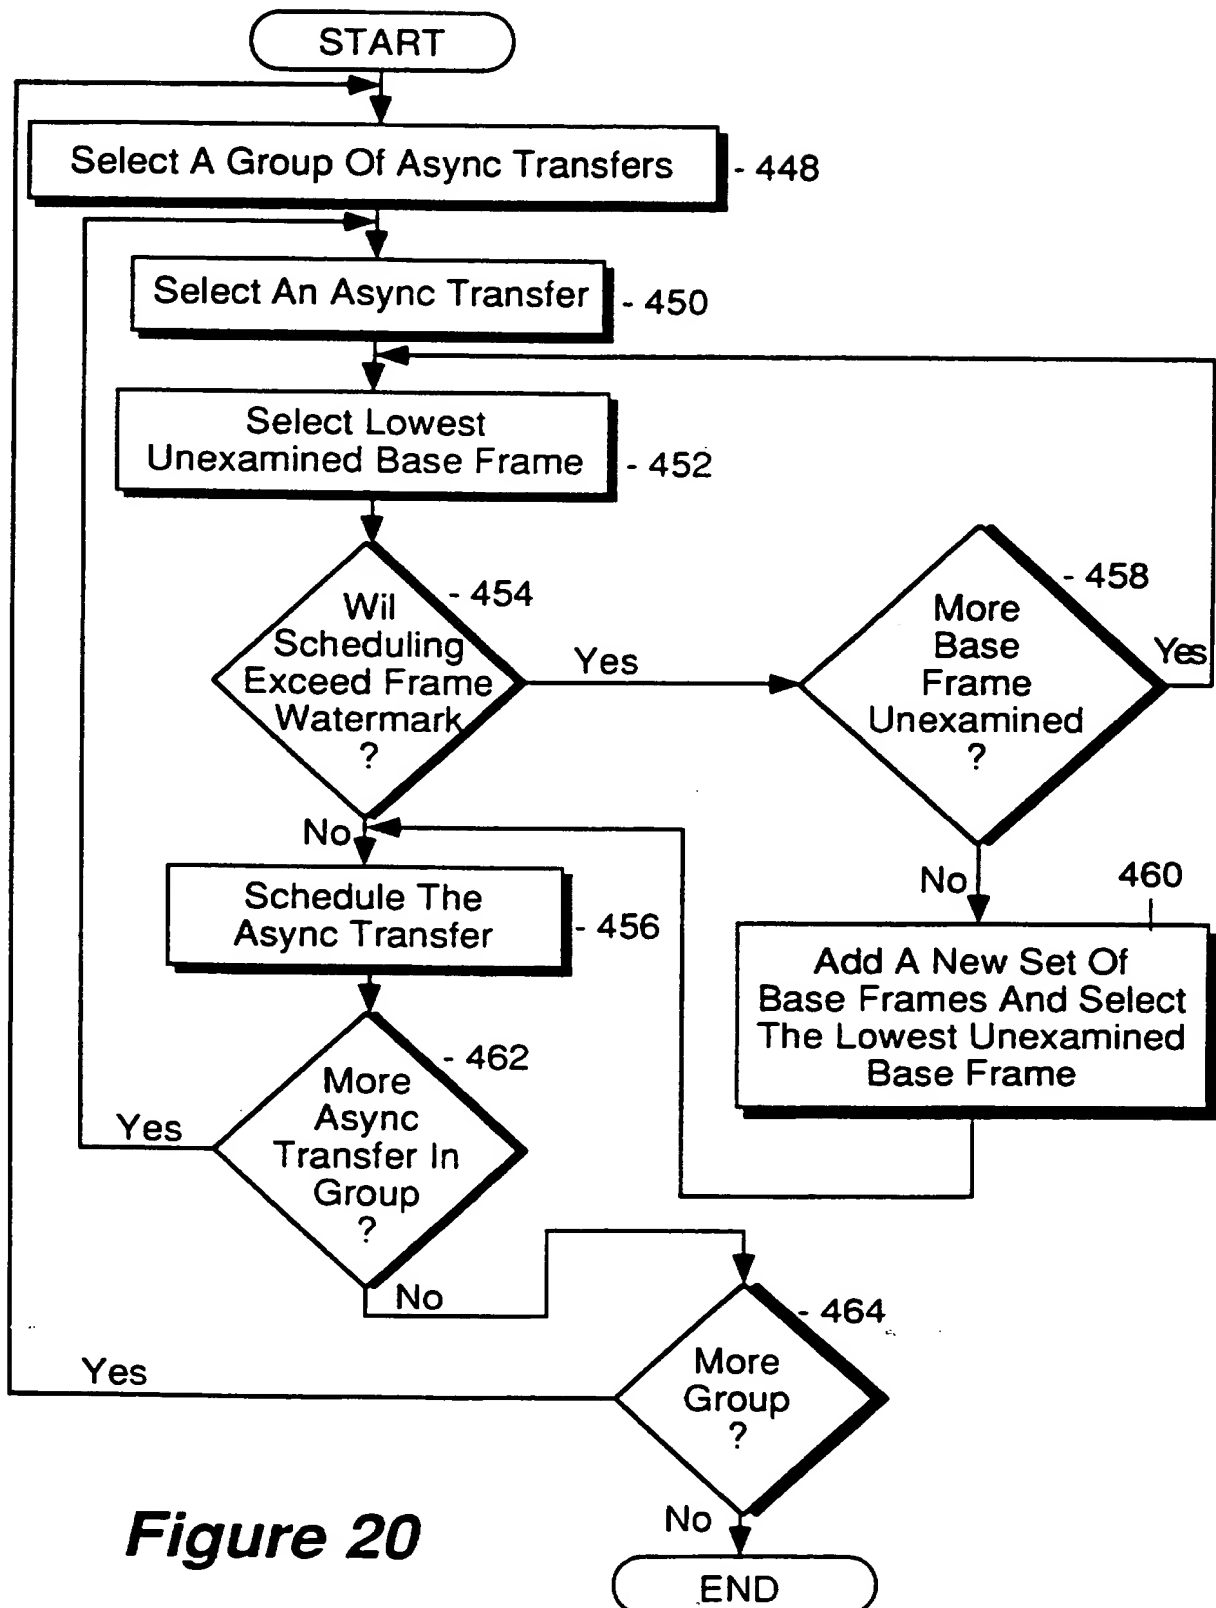 START
Select A Group Of Async Transfers
- 448
Select An Async Transfer
- 450
Select Lowest
Unexamined Base Frame
- 452
Wil
Scheduling
Exceed Frame
Watermark
?
- 454
Yes
More
Base
Frame
Unexamined
?
- 458
Yes
No
No
460
Schedule The
Async Transfer
- 456
Add A New Set Of
Base Frames And Select
The Lowest Unexamined
Base Frame
More
Async
Transfer In
Group
?
- 462
Yes
No
More
Group
?
- 464
Yes
No
Figure 20
END